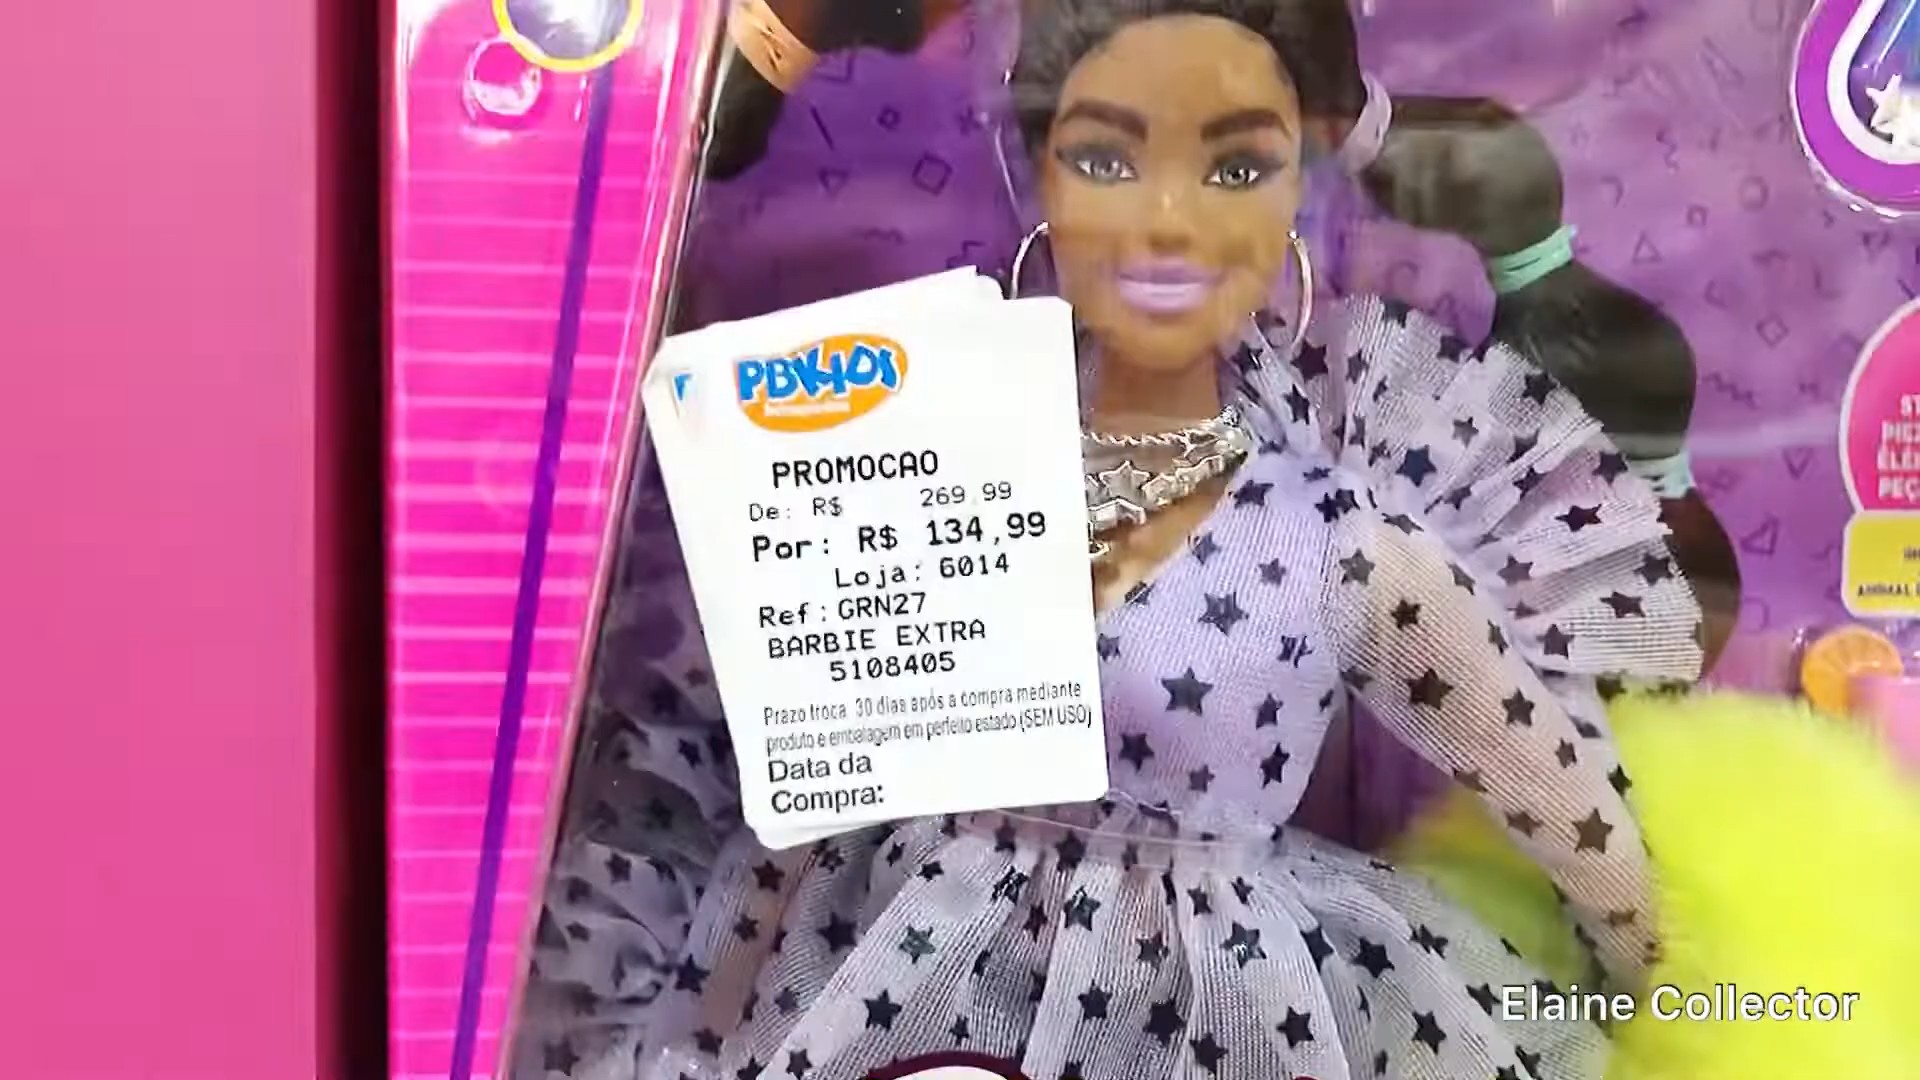 PBKIDS
PROMOCAO
De: R$ 269,99
Por: R$ 134,99
Loja: 6014
Ref:GRN27
BARBIE EXTRA
5108405
Prazo troca 30 dias após a compra mediante
produto e embalagem em perfeito estado (SEM USO)
Data da
Compra:
ANIMAL
Elaine Collector